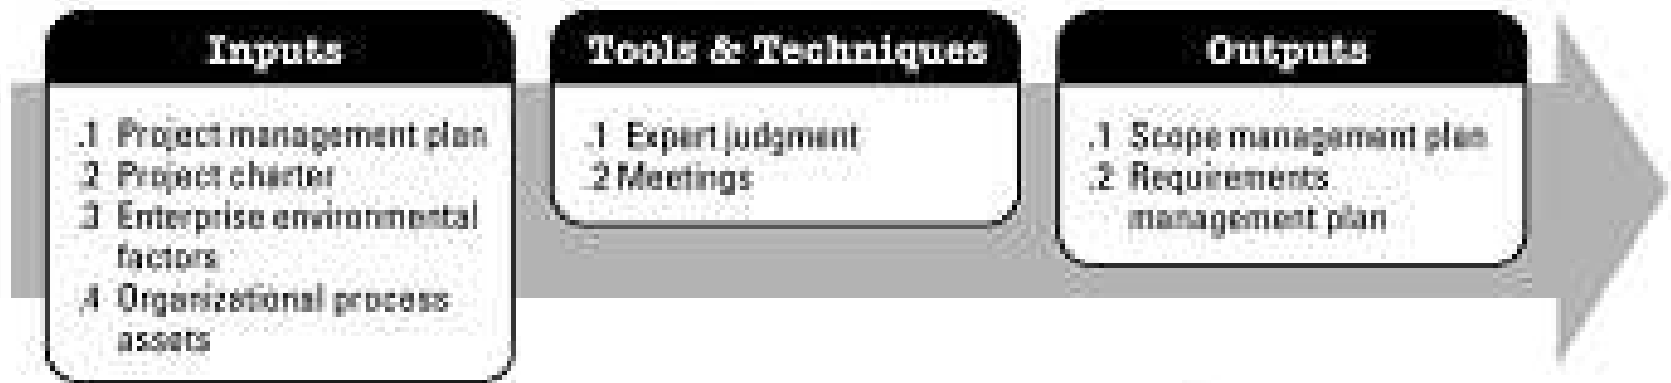 Inputs
.1 Project management plan
.2 Project charter
.3 Enterprise environmental
factors
.4 Organizational process
assets
Tools & Techniques
.1 Expert judgment
.2 Meetings
Outputs
.1 Scope management plan
.2 Requirements
management plan